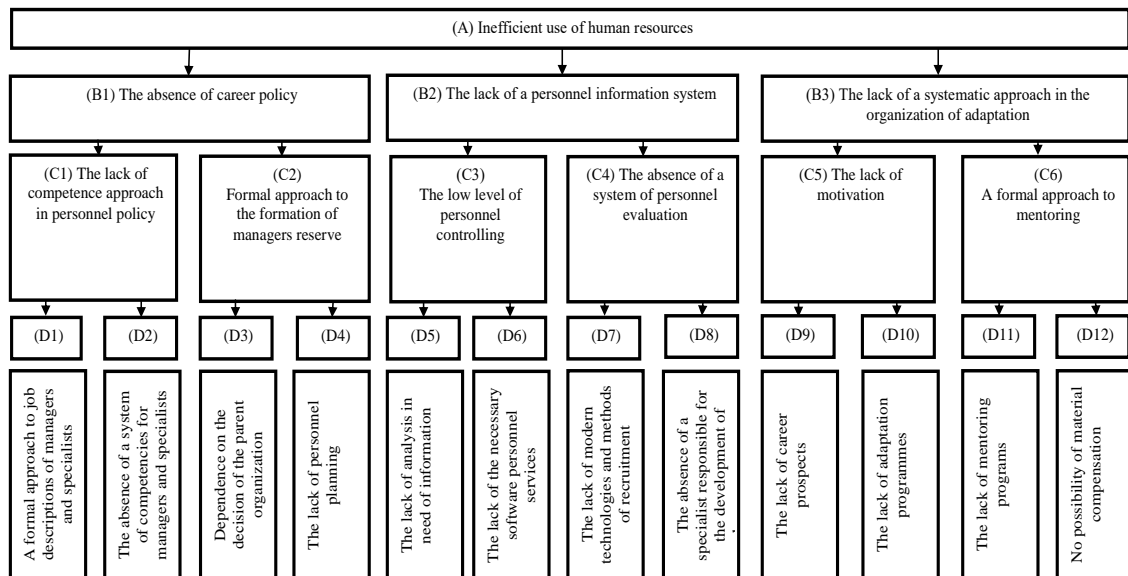 (A) Inefficient use of human resources
(B1) The absence of career policy
(B2) The lack of a personnel information system
(B3) The lack of a systematic approach in the
organization of adaptation
(C1) The lack of
competence approach
in personnel policy
(C2)
Formal approach to
the formation of
managers reserve
(C3)
The low level of
personnel
controlling
(C4) The absence of a
system of personnel
evaluation
(C5) The lack of
motivation
(C6)
A formal approach to
mentoring
(D1)
(D2)
(D3)
(D4)
(D5)
(D6)
(D7)
(D8)
(D9)
(D10)
(D11)
(D12)
A formal approach to job
descriptions of managers
and specialists
The absence of a system
of competencies for
managers and specialists
Dependence on the
decision of the parent
organization
The lack of personnel
planning
The lack of analysis in
need of information
The lack of the necessary
software personnel
services
The lack of modern
technologies and methods
of recruitment
The absence of a
specialist responsible for
the development of
The lack of career
prospects
The lack of adaptation
programmes
The lack of mentoring
programs
No possibility of material
compensation